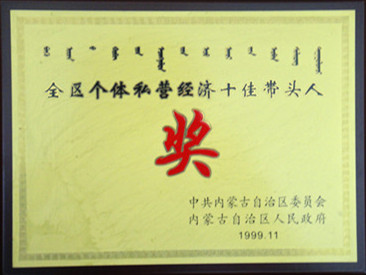 全区个体私营经济十佳带头人
奖
中共内蒙古自治区委员会
内蒙古自治区人民政府
1999.11